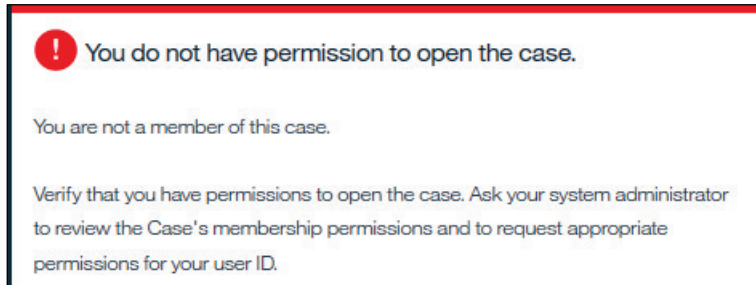 ! You do not have permission to open the case.
You are not a member of this case.
Verify that you have permissions to open the case. Ask your system administrator
to review the Case's membership permissions and to request appropriate
permissions for your user ID.